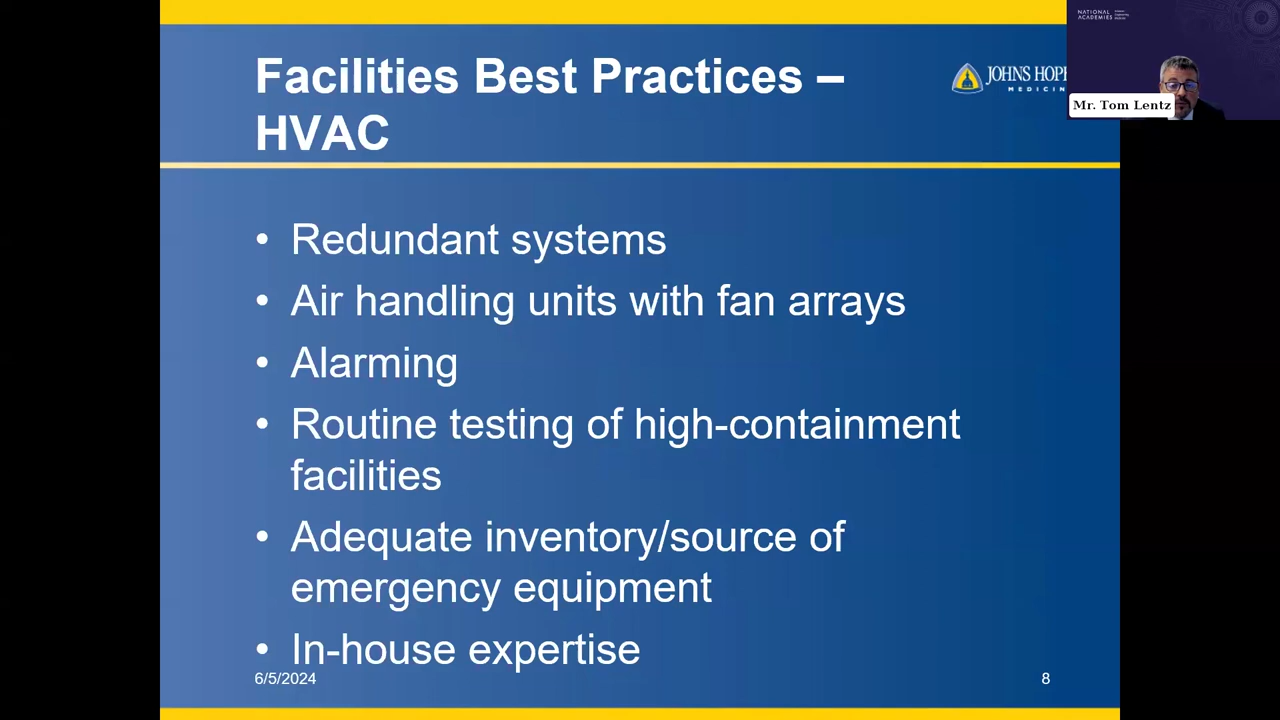 Facilities Best Practices –
HVAC
JOHNS HOP
MEDICIN
NATIONAL
ACADEMIES
Mr. Tom Lentz
• Redundant systems
• Air handling units with fan arrays
• Alarming
• Routine testing of high-containment
facilities
• Adequate inventory/source of
emergency equipment
• In-house expertise
6/5/2024
8